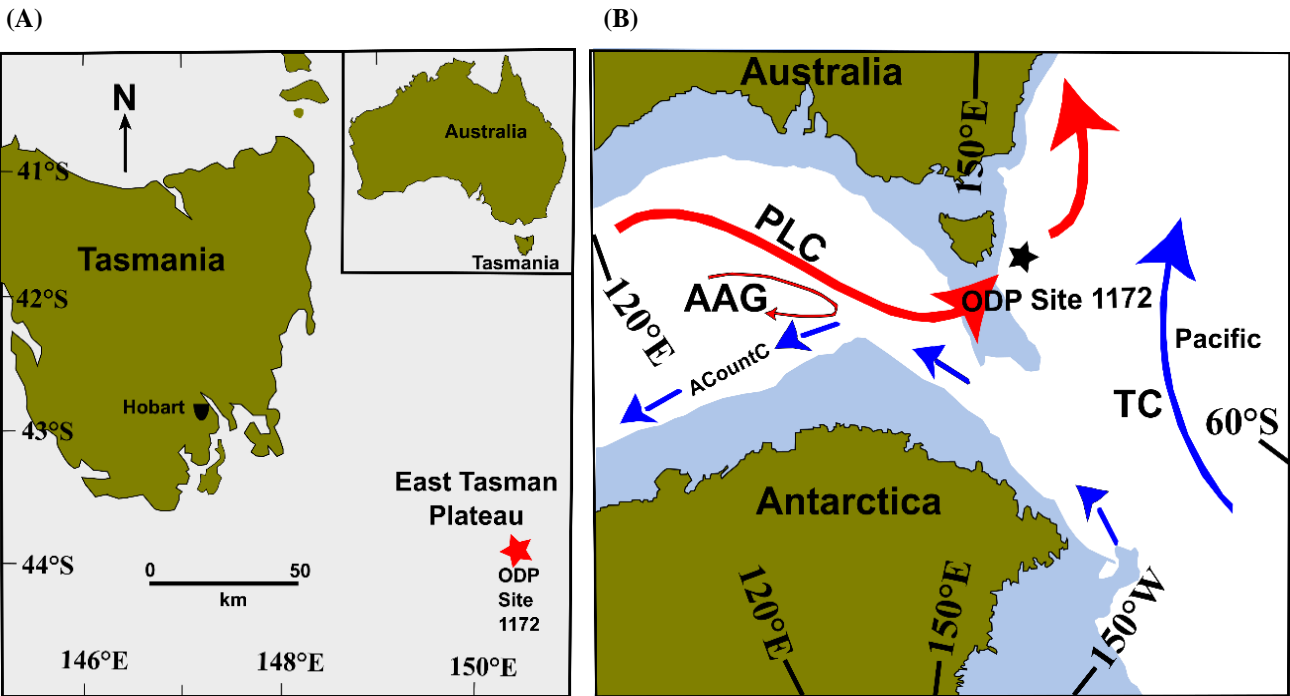 (A)
(B)
N
41°S
Tasmania
42°S
Hobart
43°S
East Tasman
Plateau
44°S
0
50
km
ODP
Site
1172
146°E
148°E
150°E
Australia
Tasmania
Australia
150°E
PLC
AAG
120°E
ACountC
ODP Site 1172
Pacific
TC
60°S
Antarctica
120°E
150°E
150°W